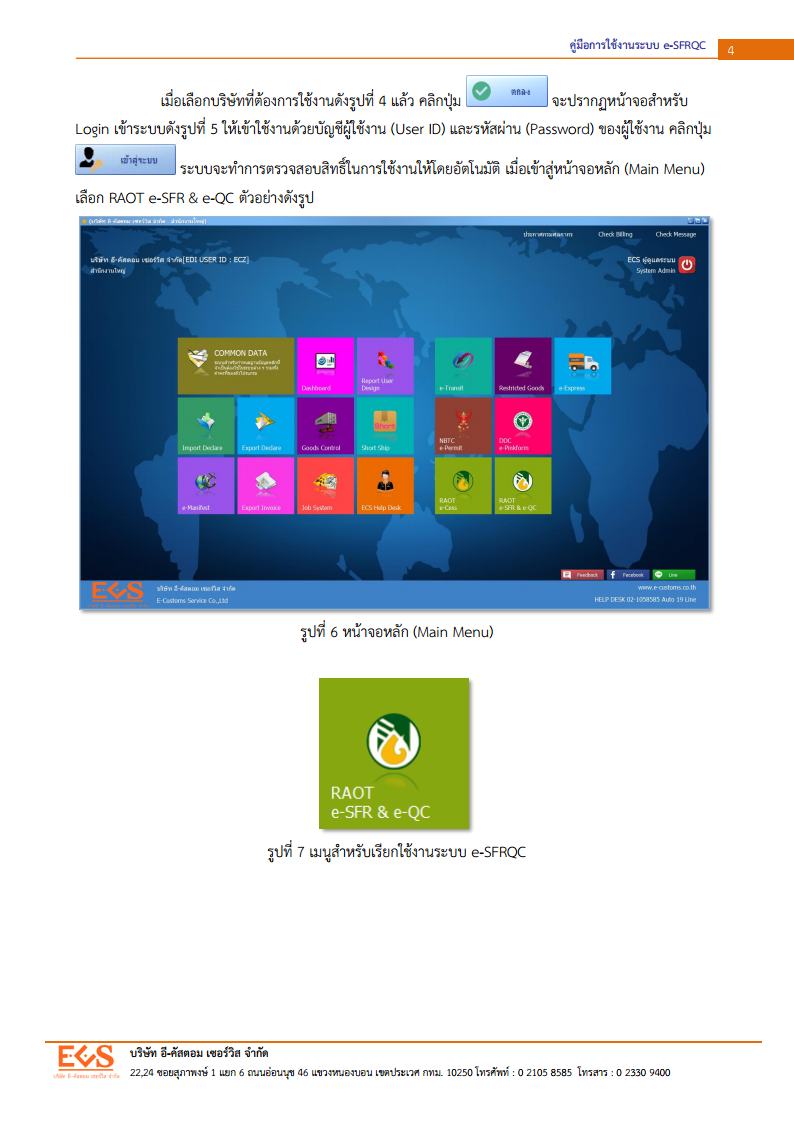 คู่มือการใช้งานระบบ e-SFRQC 4
เมื่อเลือกบริษัทที่ต้องการใช้งานดังรูปที่ 4 แล้ว คลิกปุ่ม ตกลง จะปรากฏหน้าจอสำหรับ
Login เข้าระบบดังรูปที่ 5 ให้เข้าใช้งานด้วยบัญชีผู้ใช้งาน (User ID) และรหัสผ่าน (Password) ของผู้ใช้งาน คลิกปุ่ม
เข้าสู่ระบบ ระบบจะทำการตรวจสอบสิทธิ์ในการใช้งานให้โดยอัตโนมัติ เมื่อเข้าสู่หน้าจอหลัก (Main Menu)
เลือก RAOT e-SFR & e-QC ตัวอย่างดังรูป
(บริษัท อี-คัสตอม เซอร์วิส จำกัด สำนักงานใหญ่)
ประกาศกรมศุลกากร Check Billing Check Message
บริษัท อี-คัสตอม เซอร์วิส จำกัด[EDI USER ID : ECZ]
สำนักงานใหญ่
ECS ผู้ดูแลระบบ
System Admin
COMMON DATA
Dashboard
Report User
Design
e-Transit
Restricted Goods
e-Express
Import Declare
Export Declare
Goods Control
Short
Short Ship
NBTC
e-Permit
DDC
e-Pinkform
e-Manifest
Export Invoice
Job System
ECS Help Desk
RAOT
e-Cess
RAOT
e-SFR & e-QC
Feedback Facebook Line
ECS
บริษัท อี-คัสตอม เซอร์วิส จำกัด
E-Customs Service Co.,Ltd
www.e-customs.co.th
HELP DESK 02-1058585 Auto 19 Line
รูปที่ 6 หน้าจอหลัก (Main Menu)
RAOT
e-SFR & e-QC
รูปที่ 7 เมนูสำหรับเรียกใช้งานระบบ e-SFRQC
ECS
บริษัท อี-คัสตอม เซอร์วิส จำกัด
บริษัท อี-คัสตอม เซอร์วิส จำกัด
22,24 ซอยสุภาพงษ์ 1 แยก 6 ถนนอ่อนนุช 46 แขวงหนองบอน เขตประเวศ กทม. 10250 โทรศัพท์ : 0 2105 8585 โทรสาร : 0 2330 9400